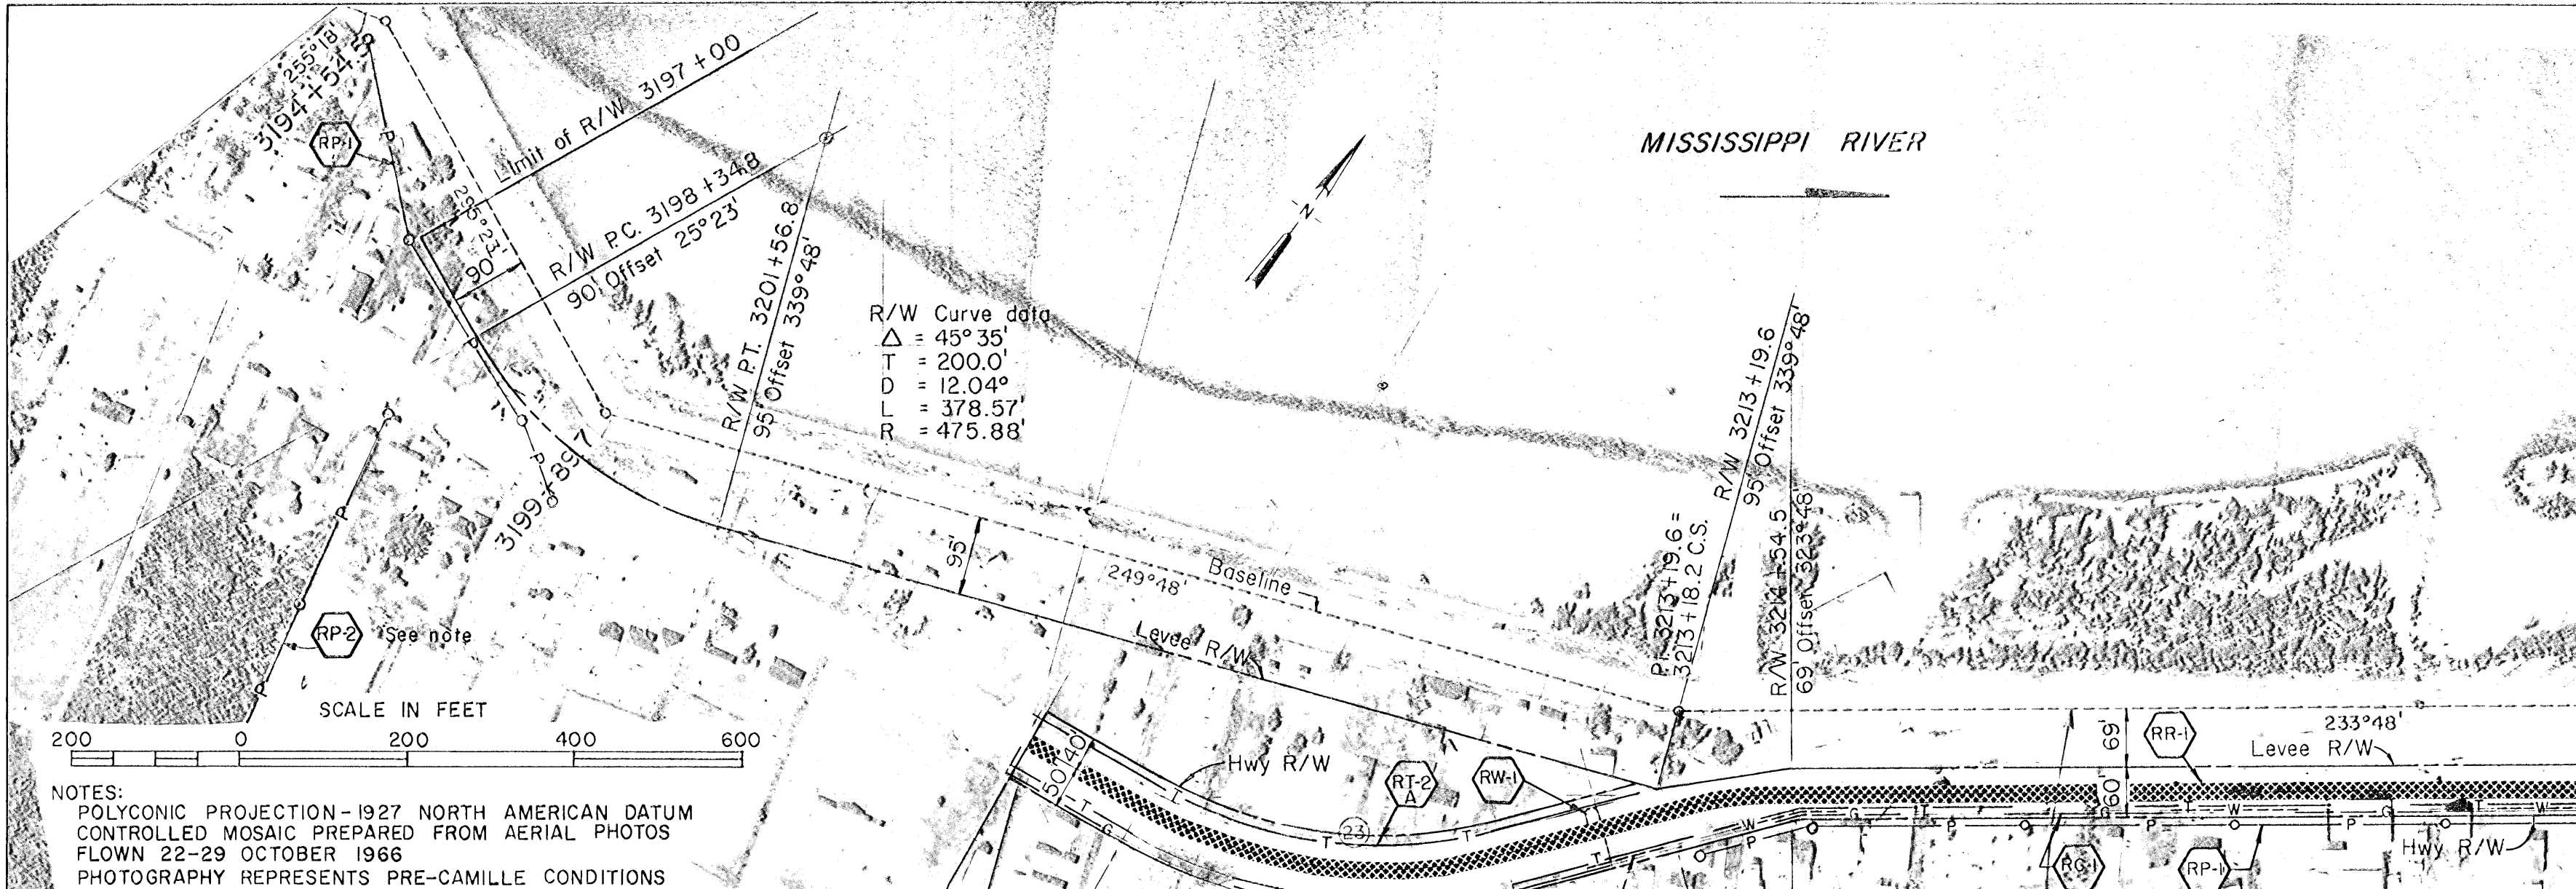 255°18'
3194+54.5
RP-1
P
P
Limit of R/W 3197+00
295°23'
90'
R/W P.C. 3198+34.8
90' Offset 25°23'
R/W P.T. 3201+56.8
95' Offset 339°48'
MISSISSIPPI RIVER
N
R/W Curve data
Δ = 45°35'
T = 200.0'
D = 12.04°
L = 378.57'
R = 475.88'
P
P
3199+89.7
P
RP-2 See note
P
95'
249°48'
Baseline
Levee R/W
R/W 3213+19.6
95' Offset 339°48'
P.I. 3213+19.6 =
3213+18.2 C.S.
R/W 3214+54.5
69' Offset 323°48'
SCALE IN FEET
200 0 200 400 600
NOTES:
POLYCONIC PROJECTION-1927 NORTH AMERICAN DATUM
CONTROLLED MOSAIC PREPARED FROM AERIAL PHOTOS
FLOWN 22-29 OCTOBER 1966
PHOTOGRAPHY REPRESENTS PRE-CAMILLE CONDITIONS
50' 40'
Hwy R/W
T
T
G
RT-2
A
RW-1
23
T
T
T
W
P
69'
60'
RR-1
233°48'
Levee R/W
G T G T W G T W
T P P P
RG-1
RP-1
Hwy R/W